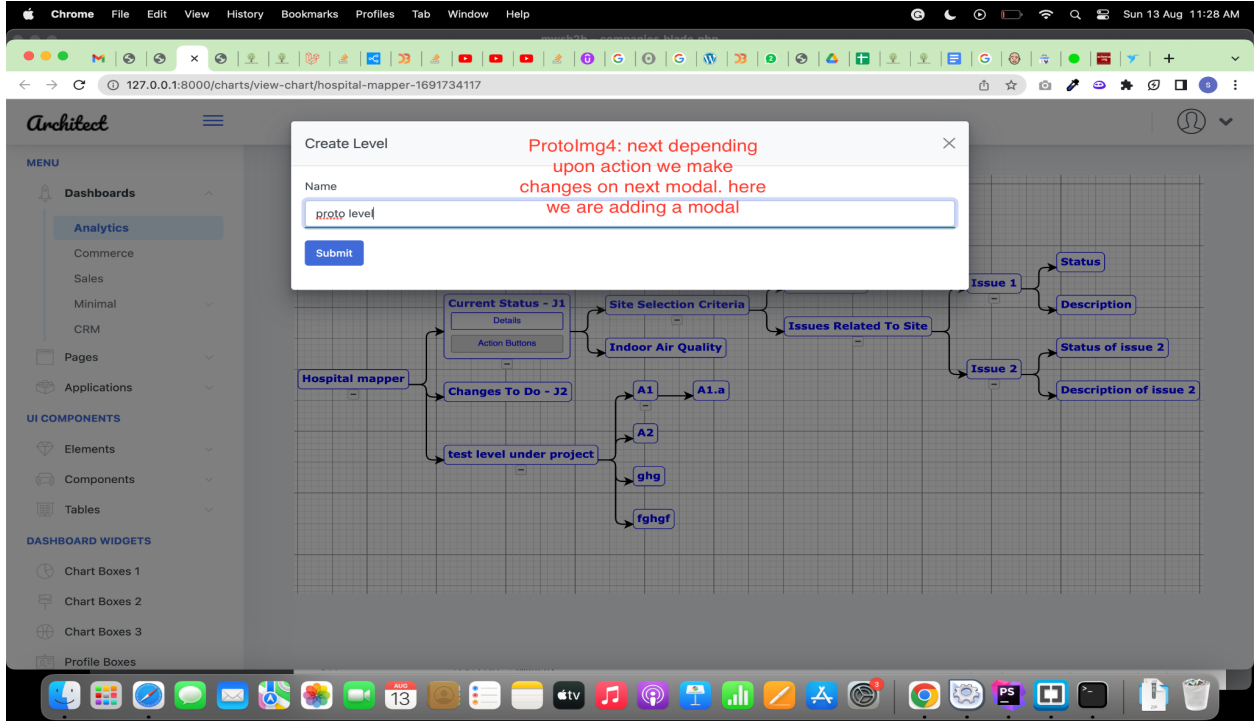 Chrome File Edit View History Bookmarks Profiles Tab Window Help
Sun 13 Aug 11:28 AM
127.0.0.1:8000/charts/view-chart/hospital-mapper-1691734117
Architect
MENU
Dashboards
Analytics
Commerce
Sales
Minimal
CRM
Pages
Applications
UI COMPONENTS
Elements
Components
Tables
DASHBOARD WIDGETS
Chart Boxes 1
Chart Boxes 2
Chart Boxes 3
Profile Boxes
Create Level
ProtoImg4: next depending
upon action we make
changes on next modal. here
we are adding a modal
Name
proto level
Submit
Hospital mapper
Current Status - J1
Details
Action Buttons
Changes To Do - J2
test level under project
Site Selection Criteria
Indoor Air Quality
A1
A1.a
A2
ghg
fghgf
Issues Related To Site
Issue 1
Status
Description
Issue 2
Status of issue 2
Description of issue 2
AUG
13
tv
3
PS